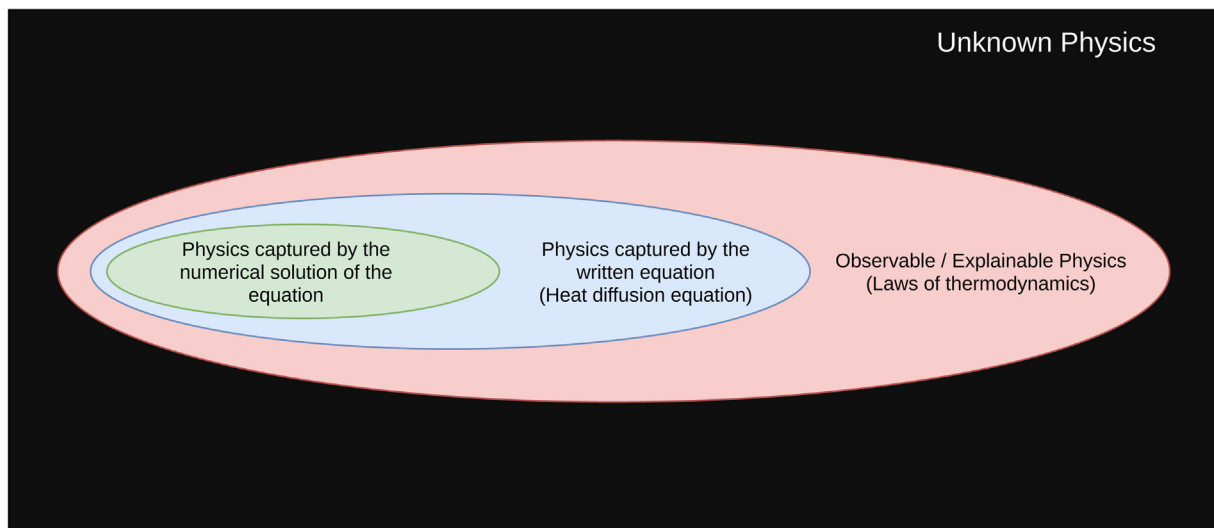 Unknown Physics
Physics captured by the
numerical solution of the
equation
Physics captured by the
written equation
(Heat diffusion equation)
Observable / Explainable Physics
(Laws of thermodynamics)